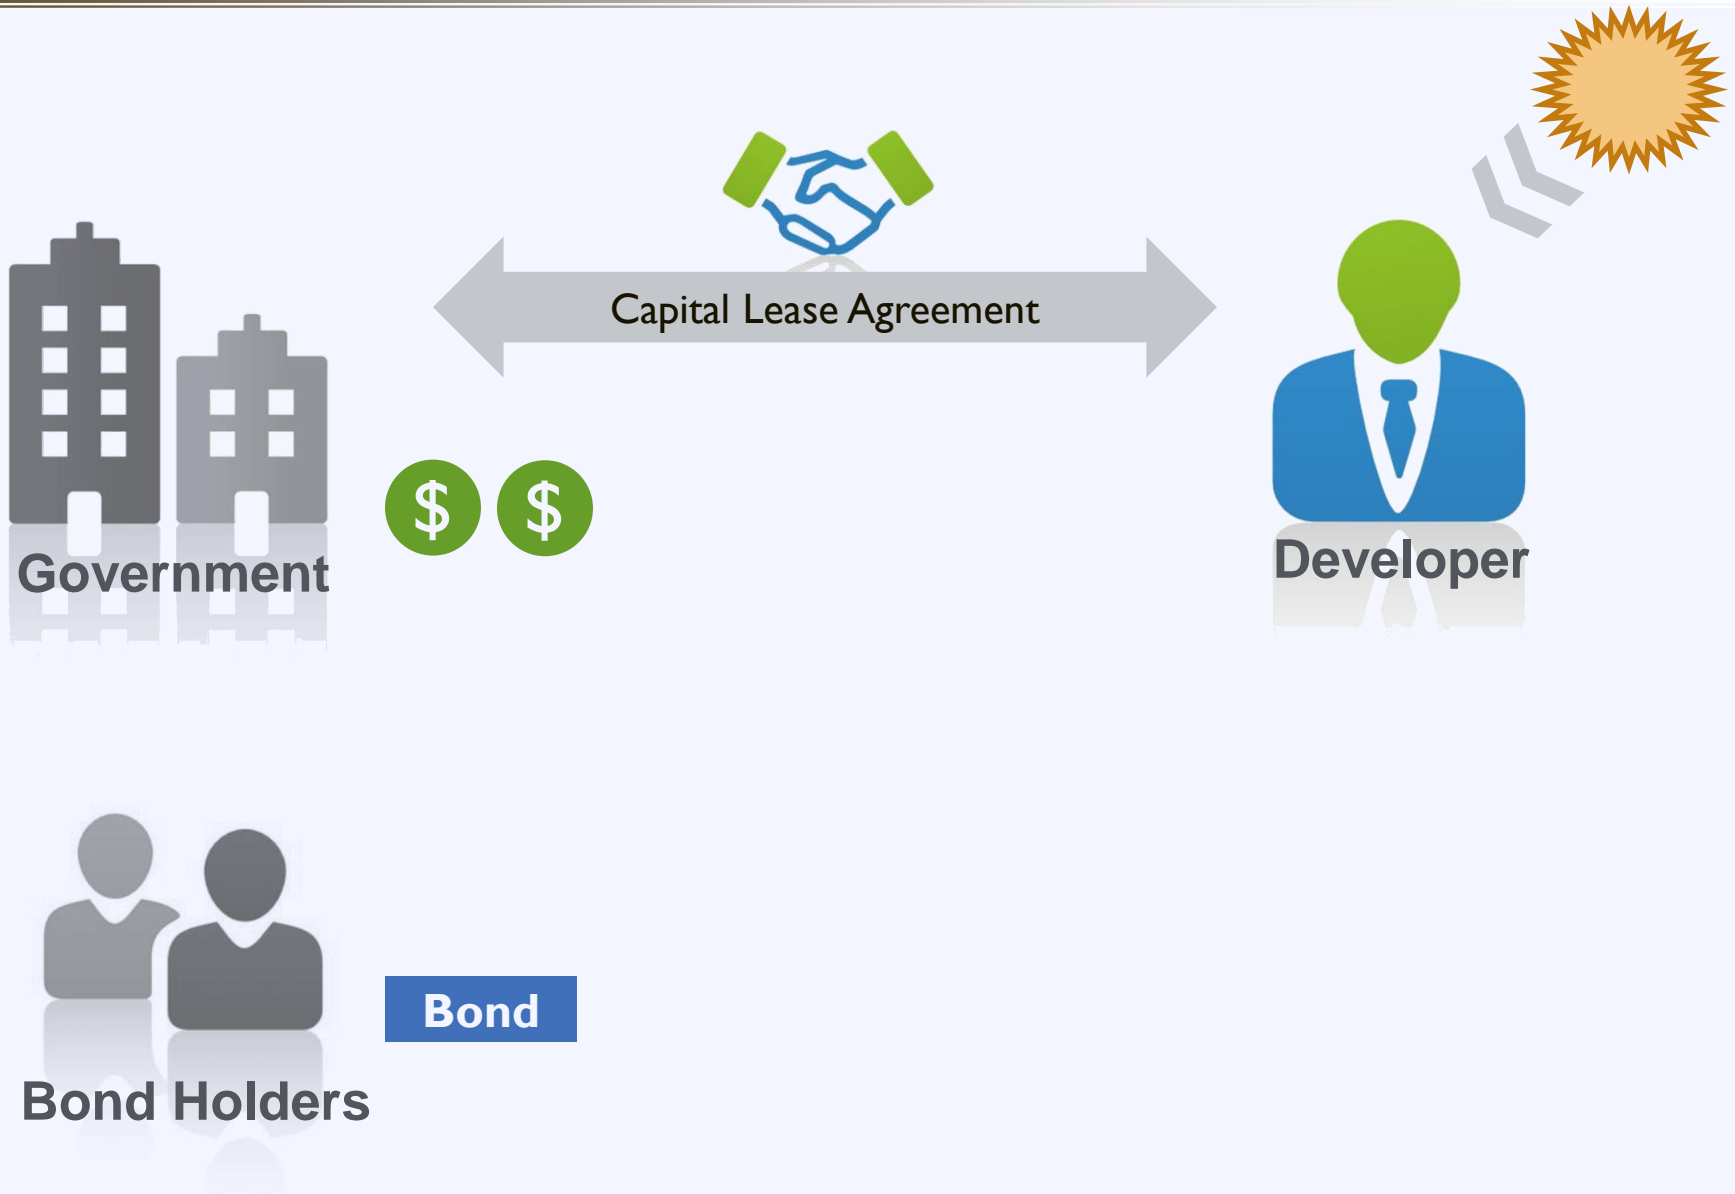 Capital Lease Agreement
$ $
Government
Developer
Bond
Bond Holders